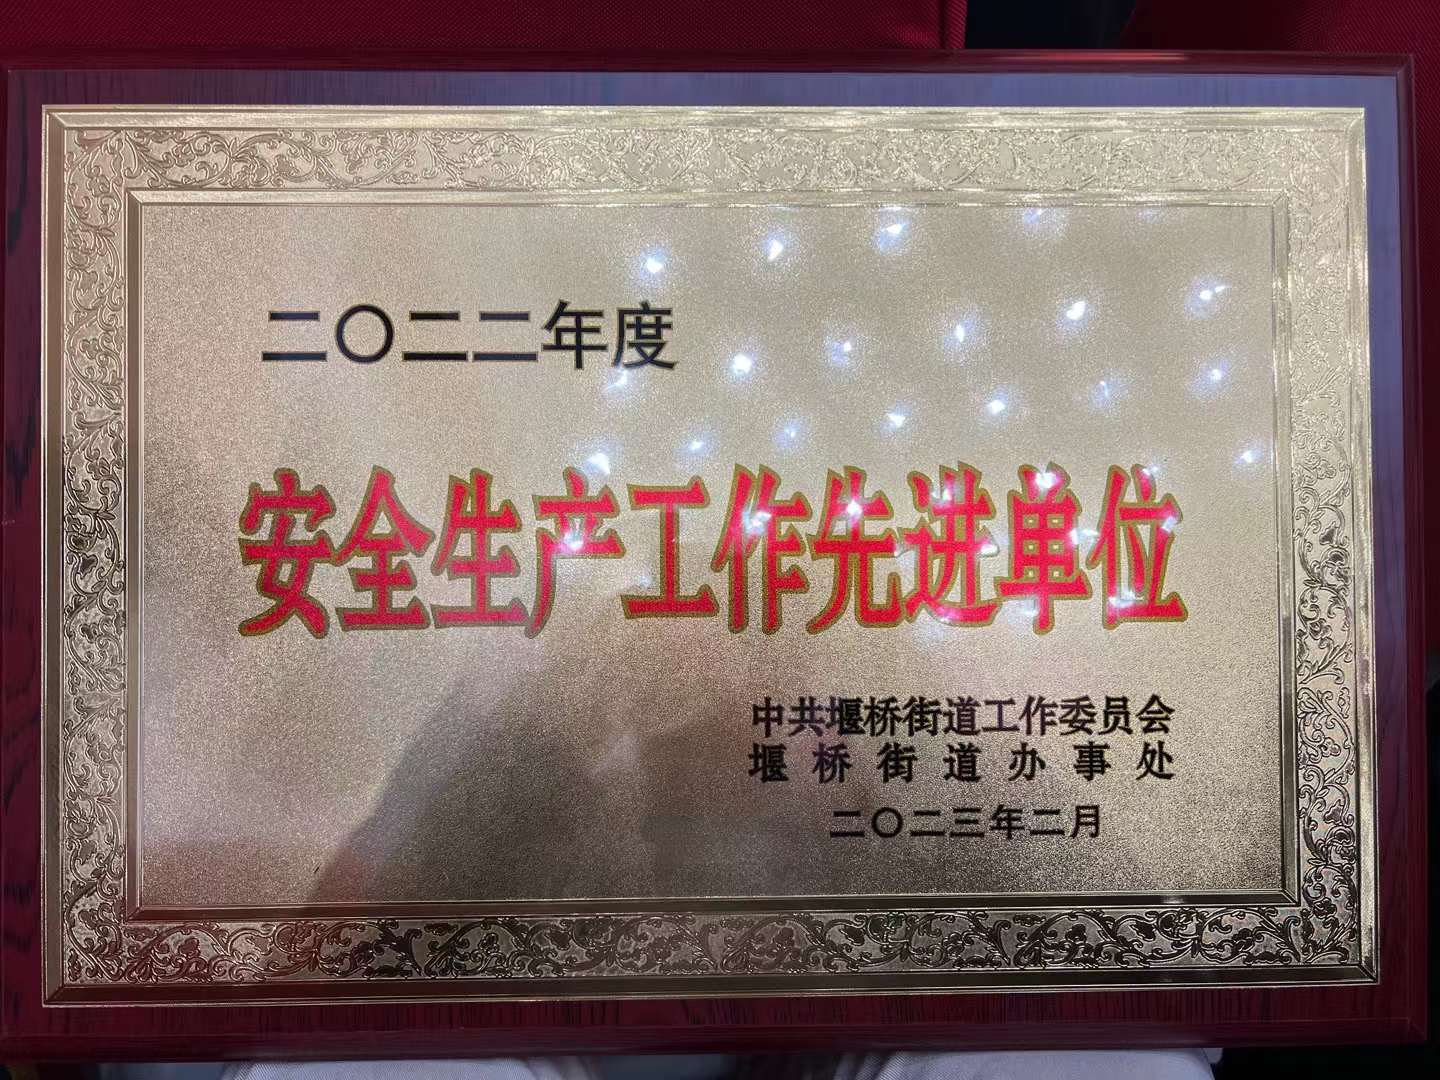 二〇二二年度
安全生产工作先进单位
中共堰桥街道工作委员会
堰桥街道办事处
二〇二三年二月